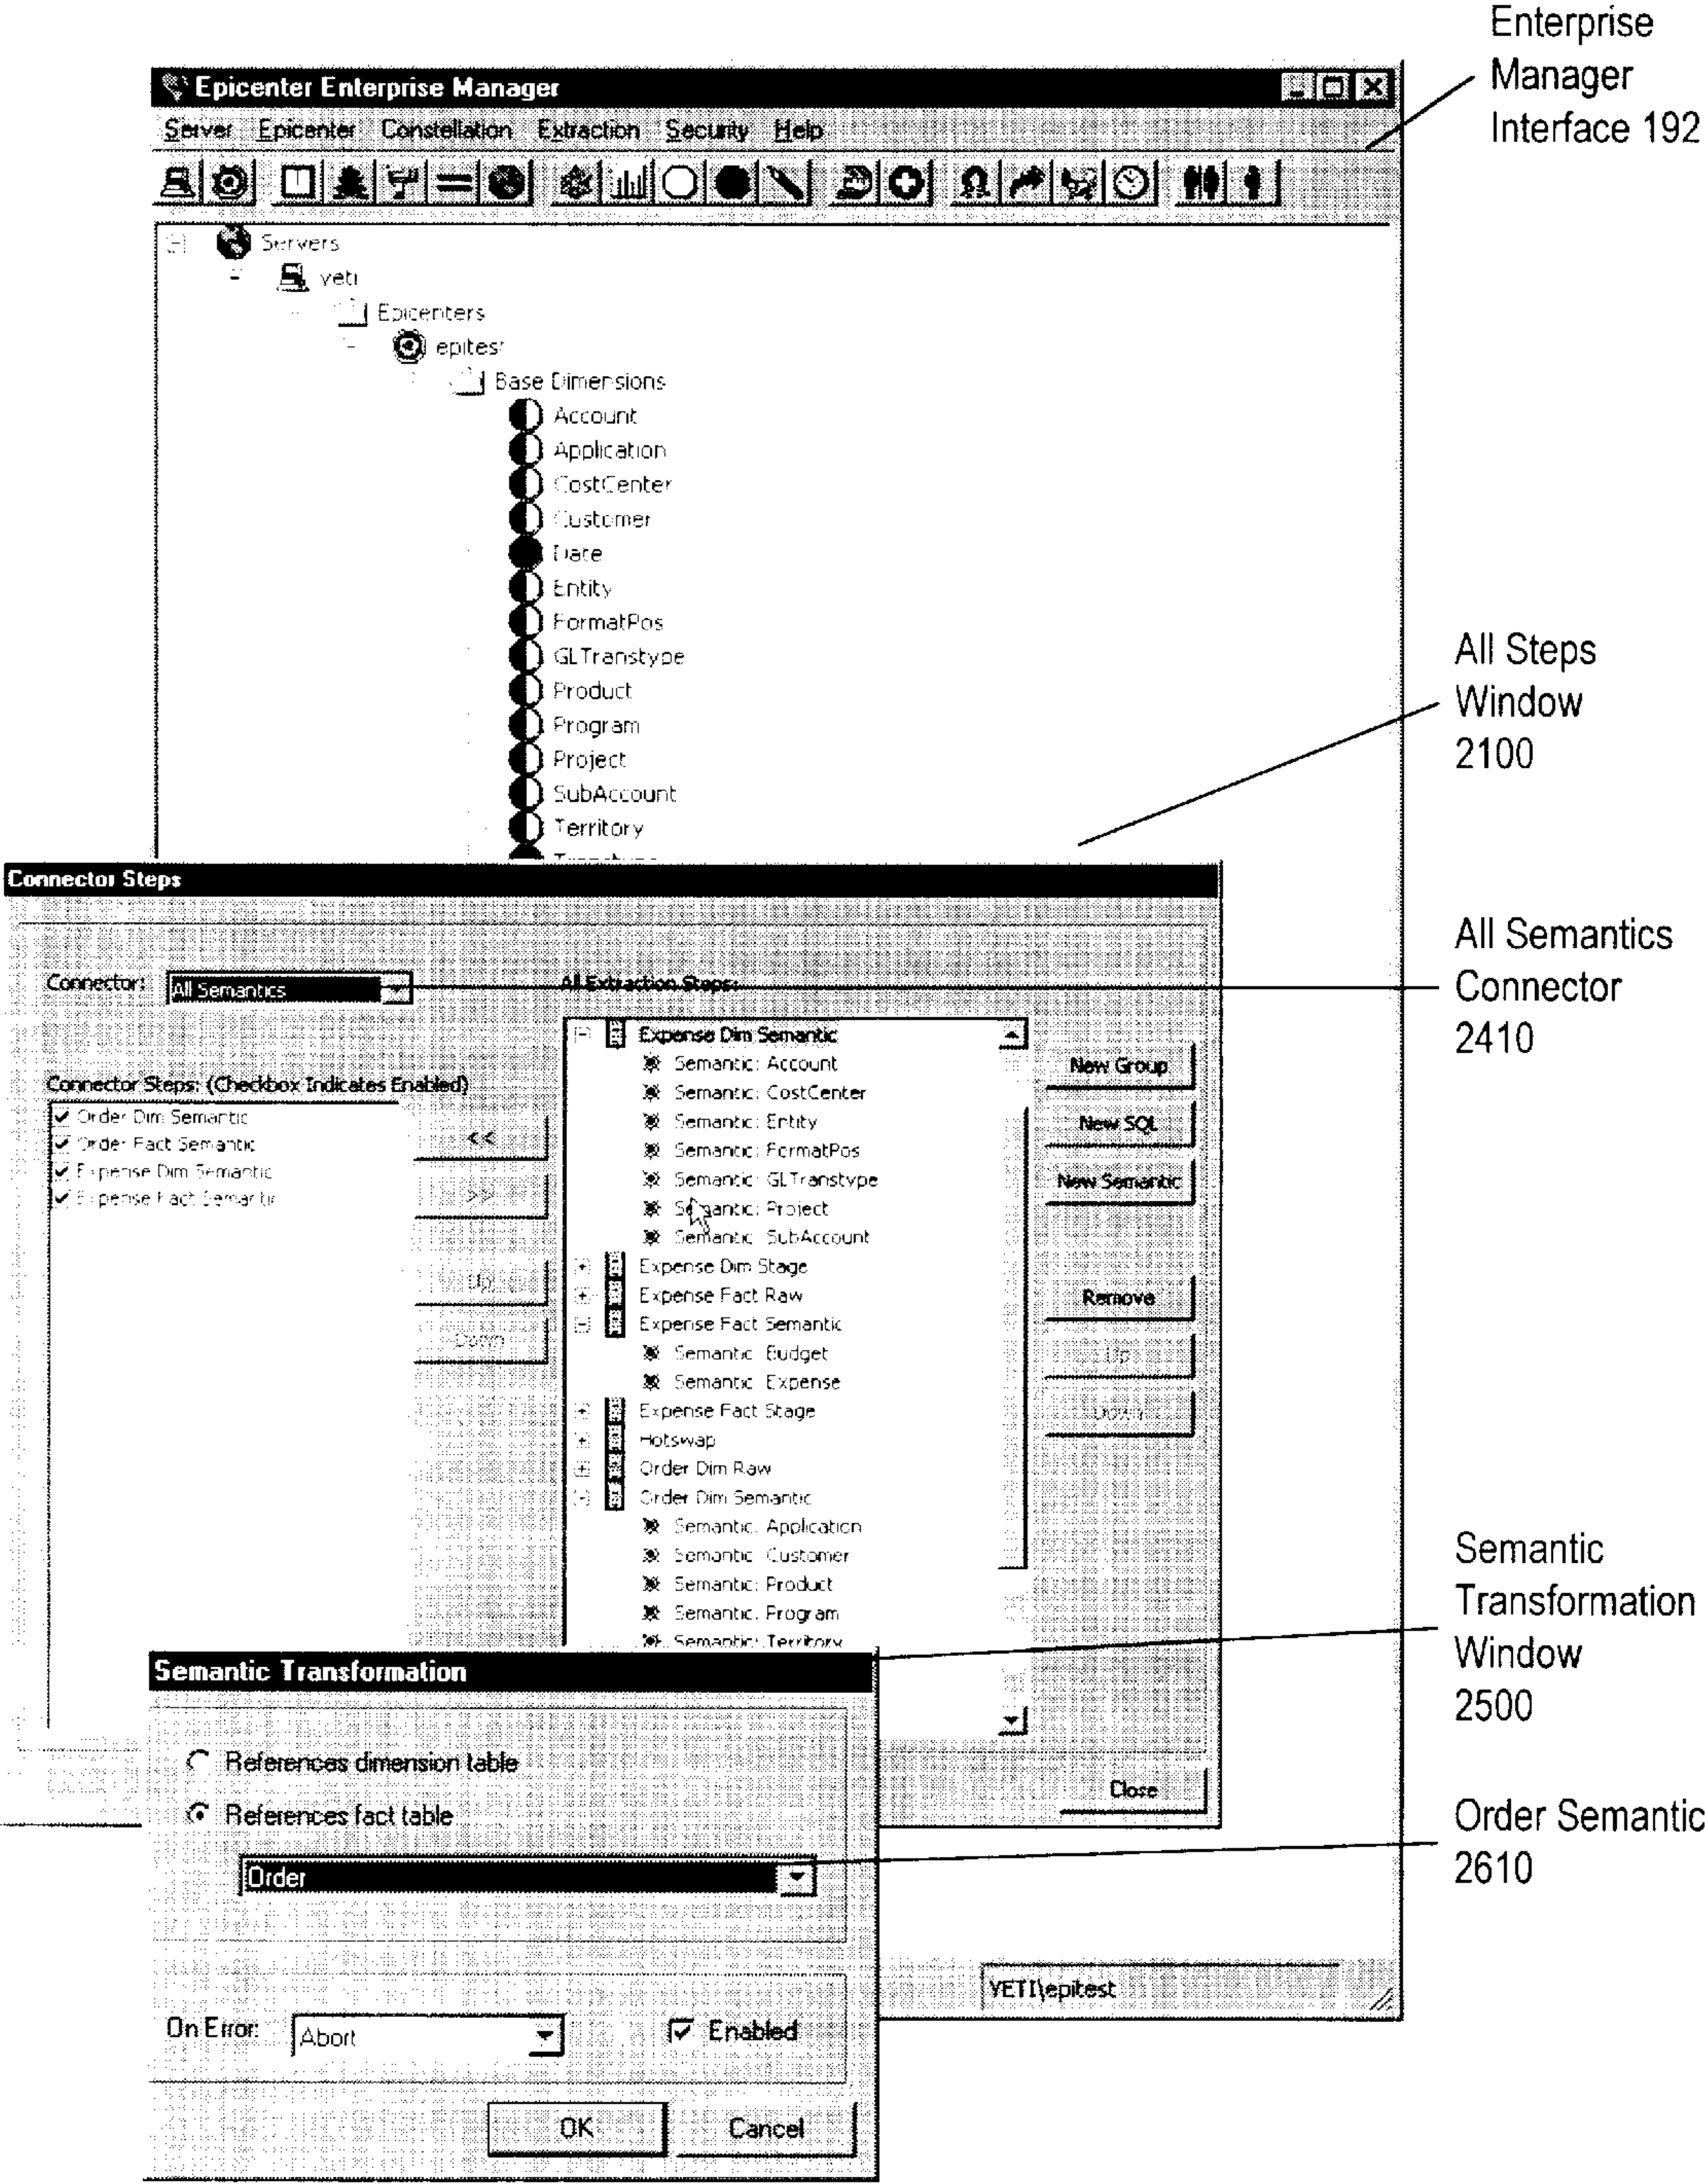 Enterprise
Manager
Interface 192
Epicenter Enterprise Manager
Server Epicenter Constellation Extraction Security Help
Servers
yeti
Epicenters
epitest
Base Dimensions
Account
Application
CostCenter
Customer
Date
Entity
FormatPos
GLTranstype
Product
Program
Project
SubAccount
Territory
All Steps
Window
2100
Connector Steps
Connector: All Semantics
All Extraction Steps:
All Semantics
Connector
2410
Connector Steps: (Checkbox Indicates Enabled)
Order Dim Semantic
Order Fact Semantic
Expense Dim Semantic
Expense Fact Semantic
<<
>>
Up
Down
Expense Dim Semantic
Semantic: Account
Semantic: CostCenter
Semantic: Entity
Semantic: FormatPos
Semantic: GLTranstype
Semantic: Project
Semantic: SubAccount
Expense Dim Stage
Expense Fact Raw
Expense Fact Semantic
Semantic: Budget
Semantic: Expense
Expense Fact Stage
Hotswap
Order Dim Raw
Order Dim Semantic
Semantic: Application
Semantic: Customer
Semantic: Product
Semantic: Program
Semantic: Territory
New Group
New SQL
New Semantic
Remove
Up
Down
Close
Semantic
Transformation
Window
2500
Semantic Transformation
References dimension table
References fact table
Order
Order Semantic
2610
On Error: Abort
Enabled
OK Cancel
YETI\epitest